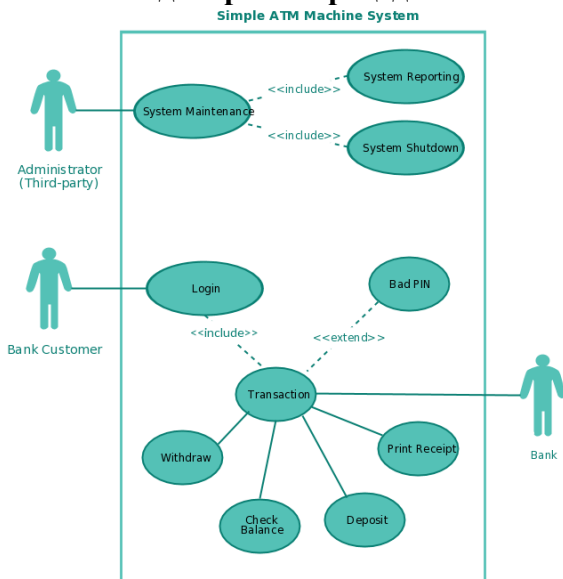 Simple ATM Machine System
System Reporting
<<include>>
System Maintenance
<<include>>
System Shutdown
Administrator
(Third-party)
Login
Bad PIN
<<include>>
<<extend>>
Bank Customer
Transaction
Withdraw
Print Receipt
Bank
Check
Balance
Deposit